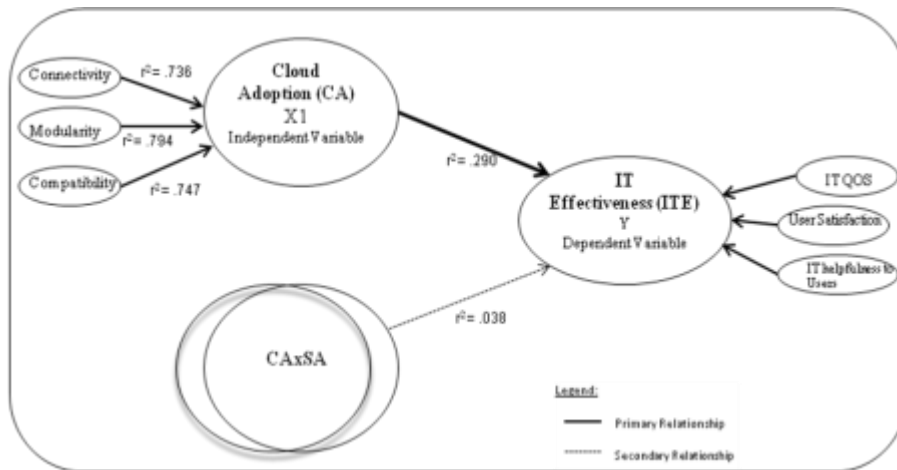 Connectivity
r²= .736
Modularity
r²= .794
Compatibility
r²= .747
Cloud
Adoption (CA)
X1
Independent Variable
r²= .290
IT
Effectiveness (ITE)
Y
Dependent Variable
IT QOS
User Satisfaction
IT helpfulness to
Users
CAxSA
r²= .038
Legend:
Primary Relationship
Secondary Relationship